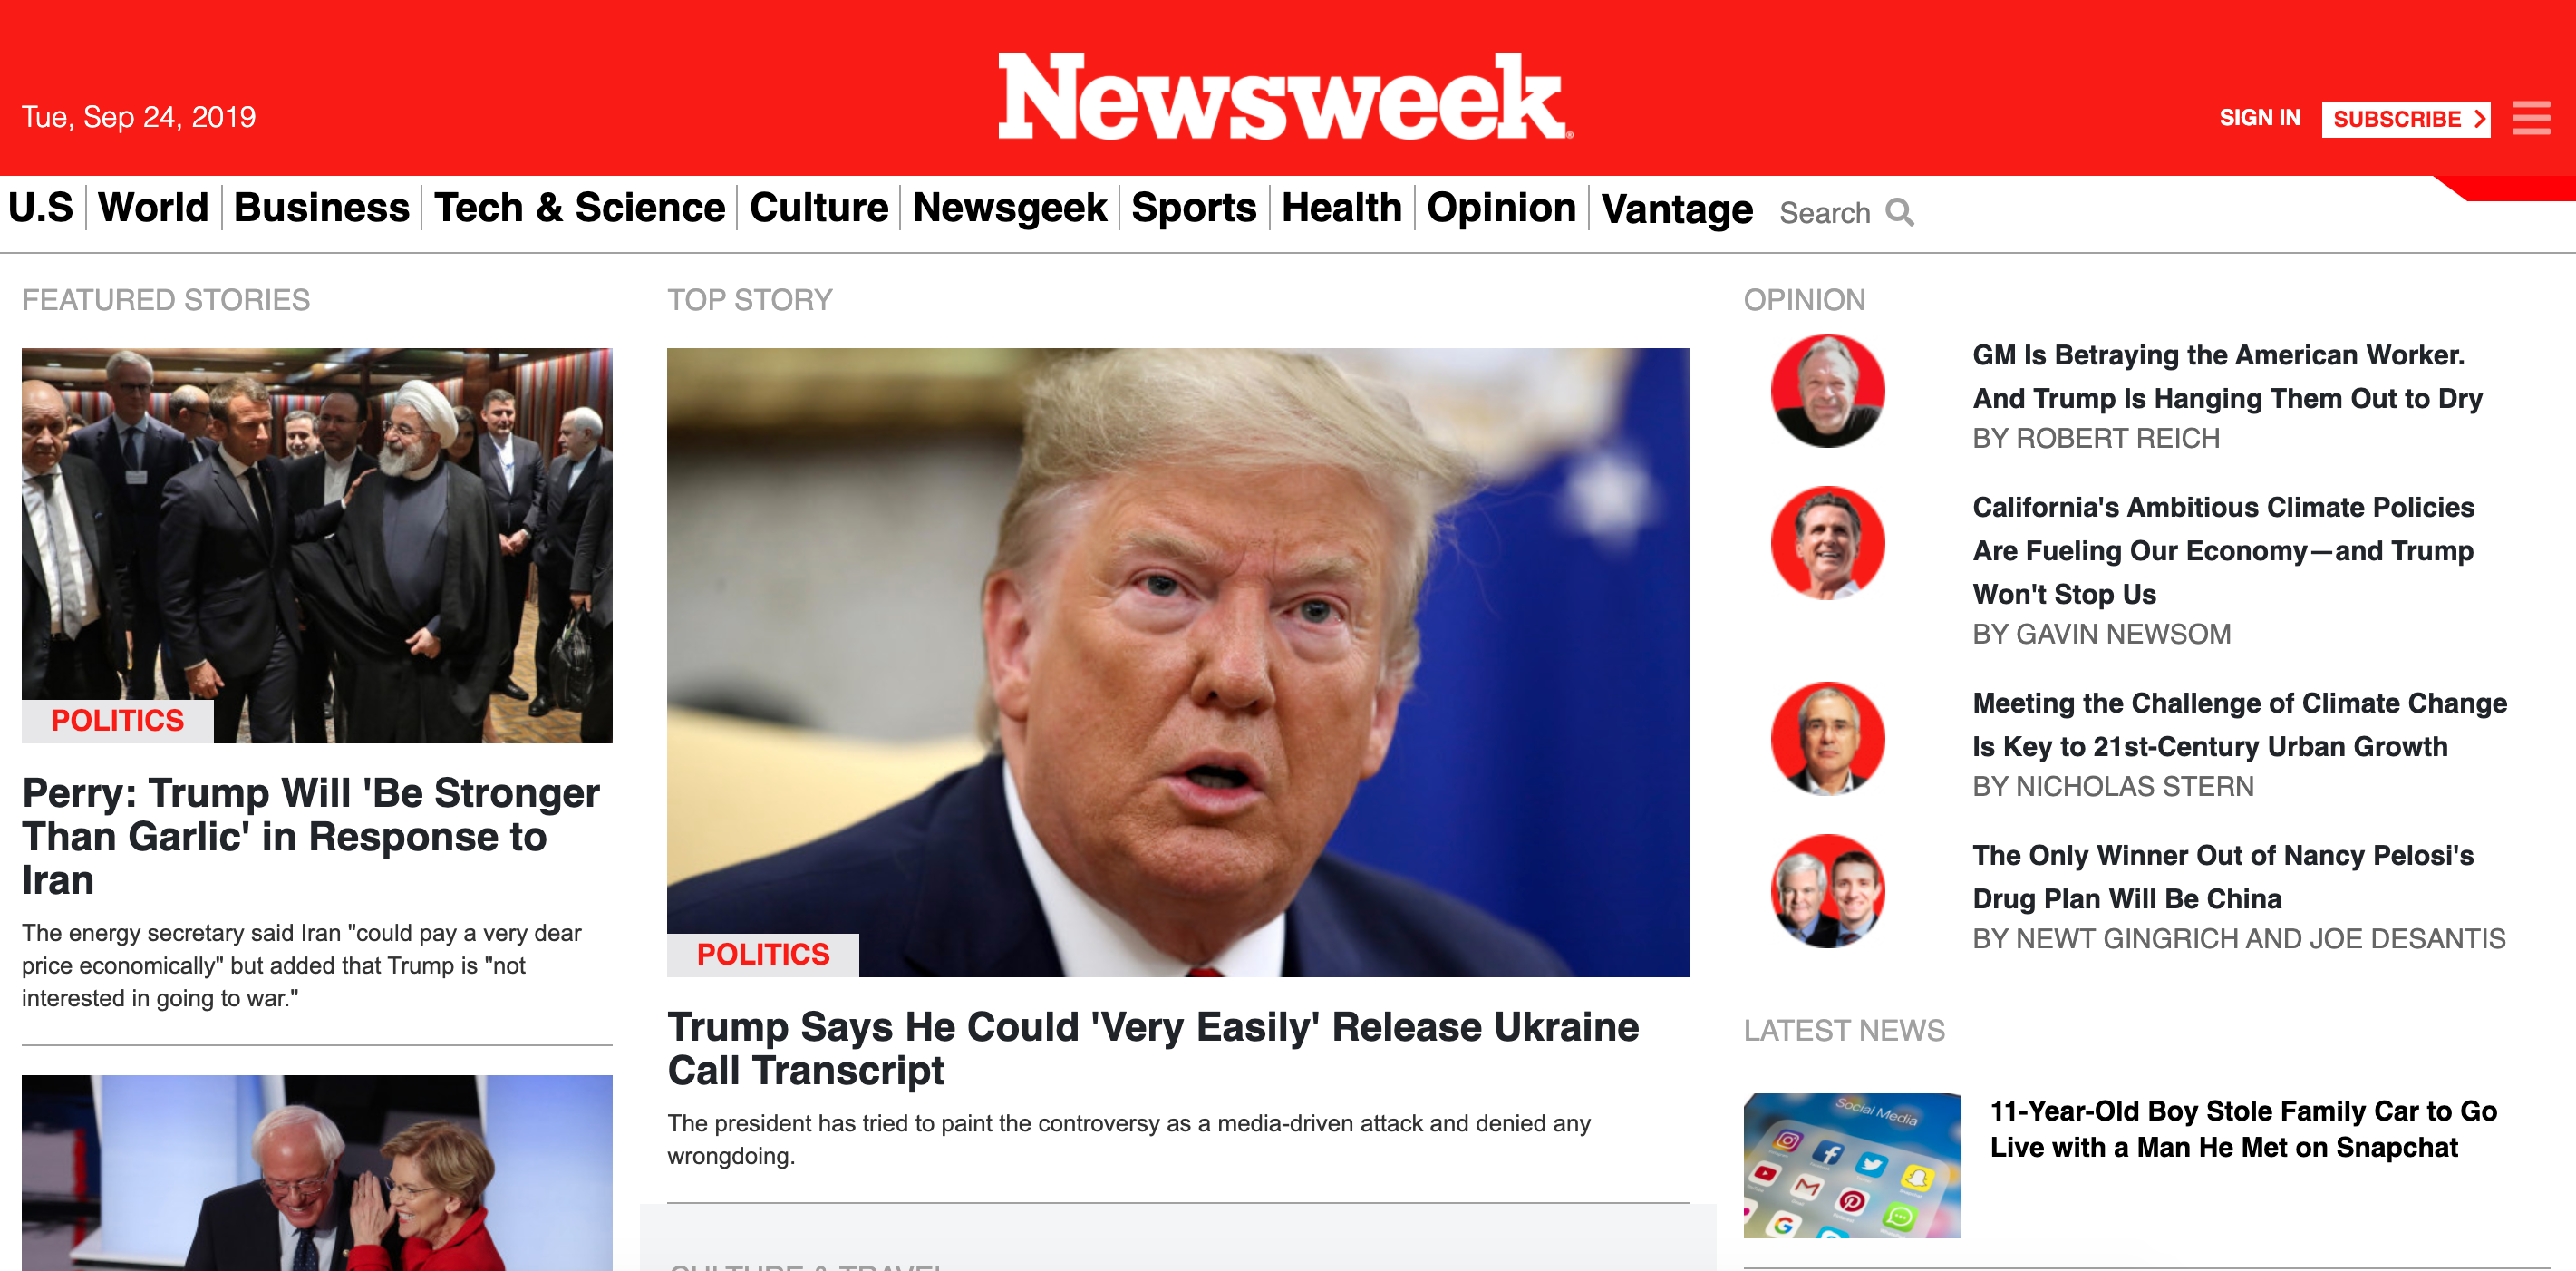 Newsweek
Tue, Sep 24, 2019
SIGN IN
SUBSCRIBE
U.S
World
Business
Tech & Science
Culture
Newsgeek
Sports
Health
Opinion
Vantage
Search
FEATURED STORIES
POLITICS
Perry: Trump Will 'Be Stronger
Than Garlic' in Response to
Iran
The energy secretary said Iran "could pay a very dear
price economically" but added that Trump is "not
interested in going to war."
TOP STORY
POLITICS
Trump Says He Could 'Very Easily' Release Ukraine
Call Transcript
The president has tried to paint the controversy as a media-driven attack and denied any
wrongdoing.
CULTURE & TRAVEL
OPINION
GM Is Betraying the American Worker.
And Trump Is Hanging Them Out to Dry
BY ROBERT REICH
California's Ambitious Climate Policies
Are Fueling Our Economy—and Trump
Won't Stop Us
BY GAVIN NEWSOM
Meeting the Challenge of Climate Change
Is Key to 21st-Century Urban Growth
BY NICHOLAS STERN
The Only Winner Out of Nancy Pelosi's
Drug Plan Will Be China
BY NEWT GINGRICH AND JOE DESANTIS
LATEST NEWS
Social Media
11-Year-Old Boy Stole Family Car to Go
Live with a Man He Met on Snapchat